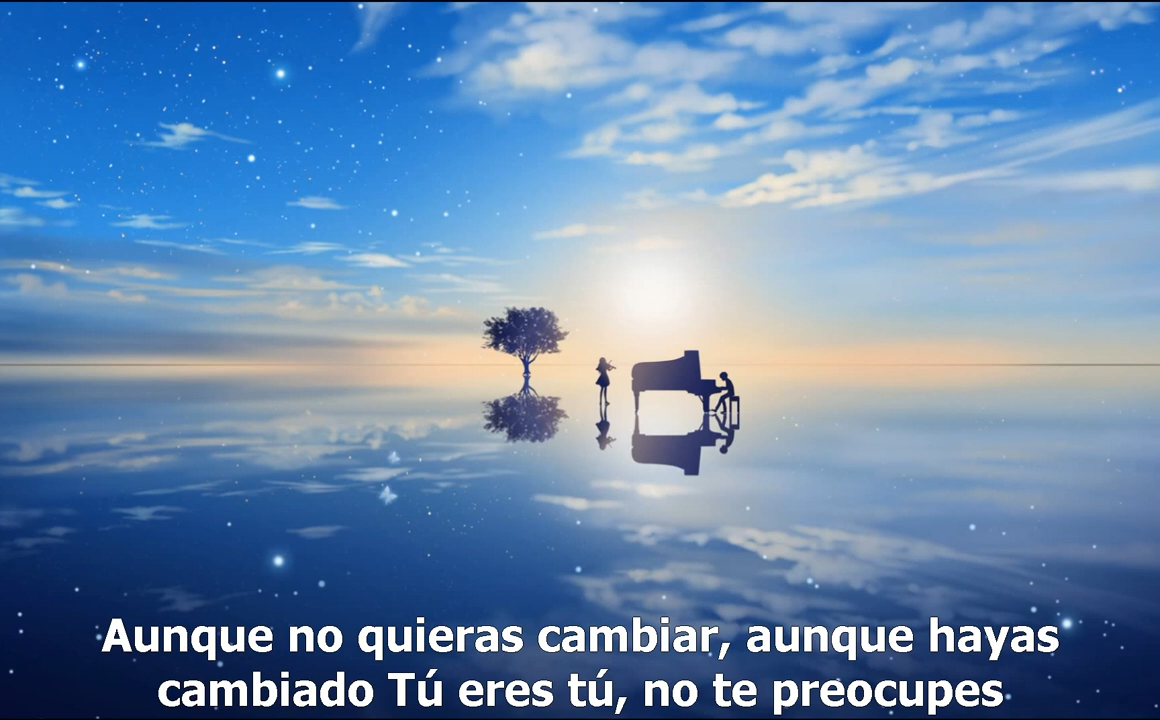 Aunque no quieras cambiar, aunque hayas
cambiado Tú eres tú, no te preocupes